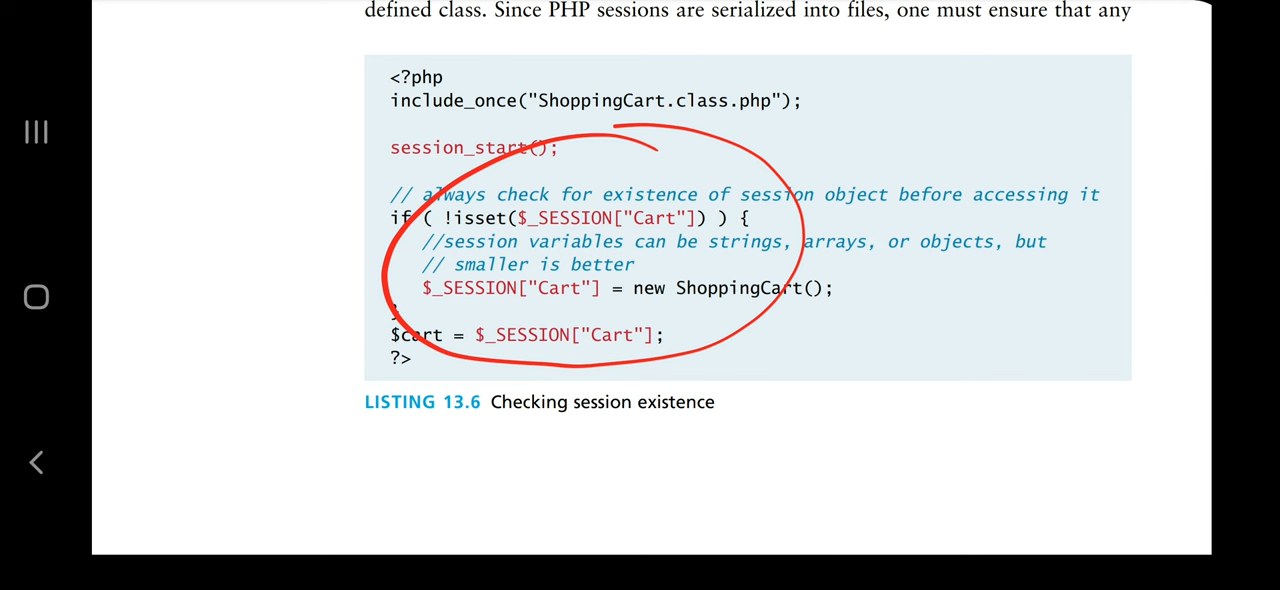 defined class. Since PHP sessions are serialized into files, one must ensure that any
<?php
include_once("ShoppingCart.class.php");
session_start();
// always check for existence of session object before accessing it
if ( !isset($_SESSION["Cart"]) ) {
//session variables can be strings, arrays, or objects, but
// smaller is better
$_SESSION["Cart"] = new ShoppingCart();
}
$cart = $_SESSION["Cart"];
?>
LISTING 13.6 Checking session existence